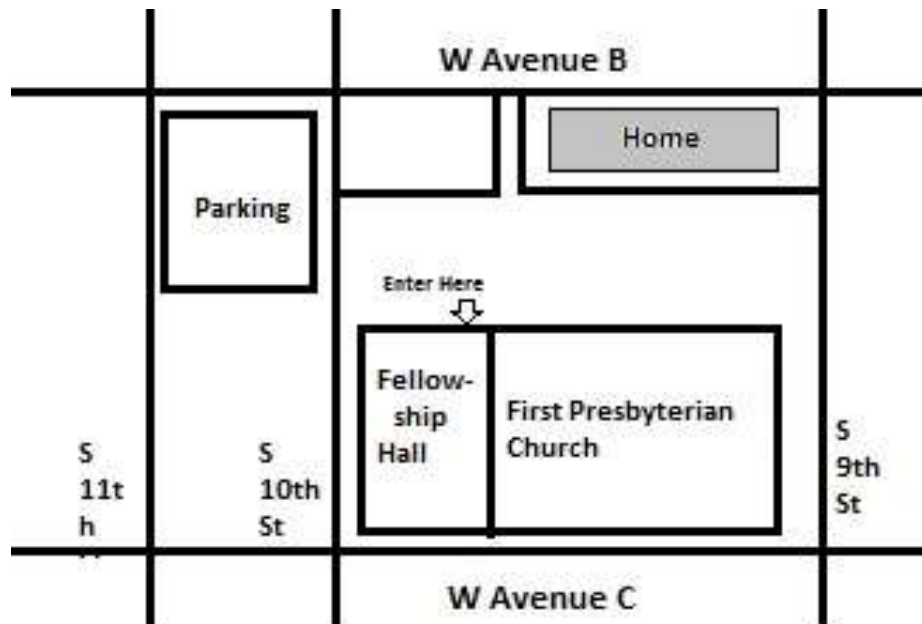 W Avenue B
Home
Parking
Enter Here
Fellow-
ship
Hall
First Presbyterian
Church
S
11t
h
S
10th
St
S
9th
St
W Avenue C